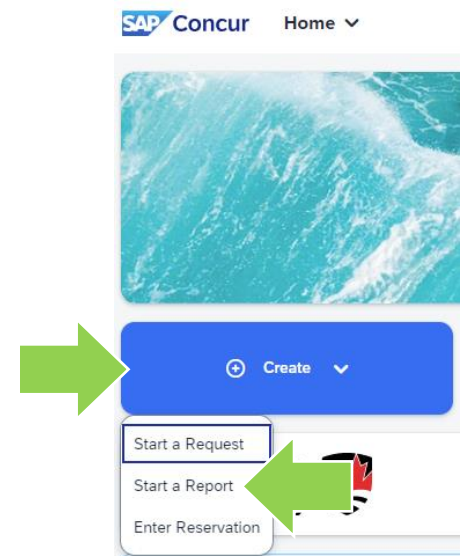 SAP Concur Home
Create
Start a Request
Start a Report
Enter Reservation